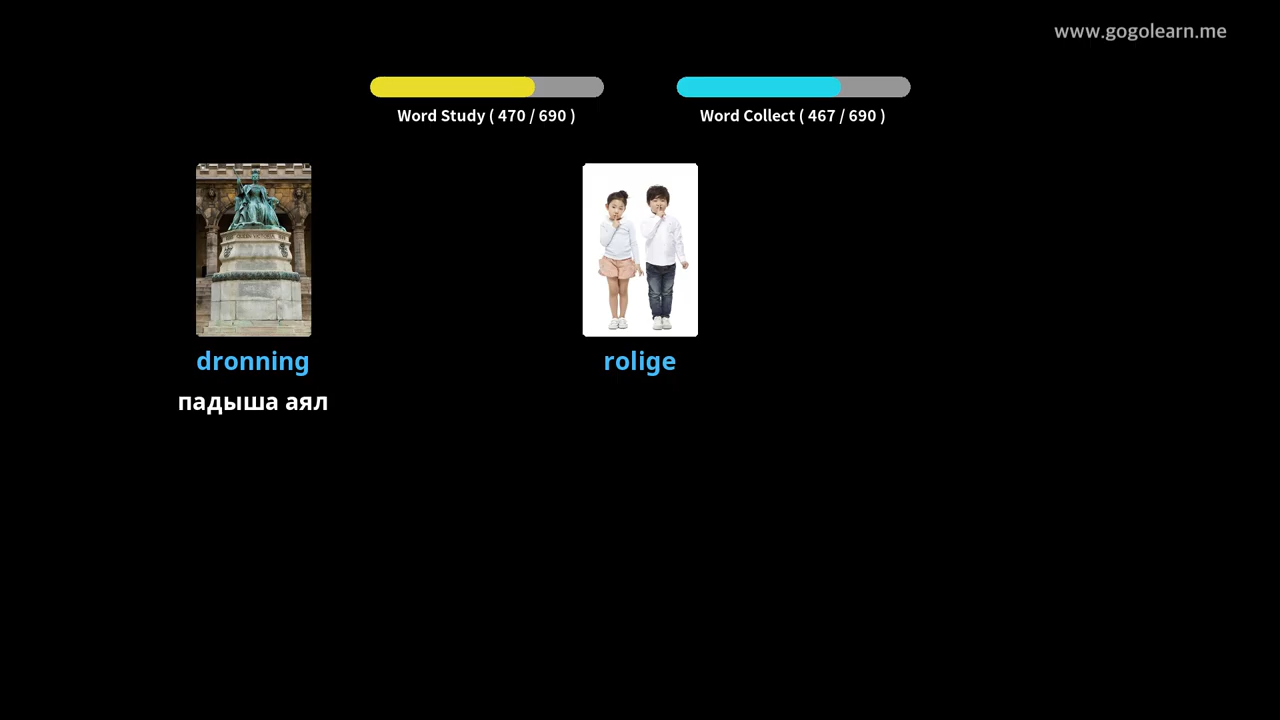 www.gogolearn.me
Word Study ( 470 / 690 )
Word Collect ( 467 / 690 )
dronning
rolige
падыша аял